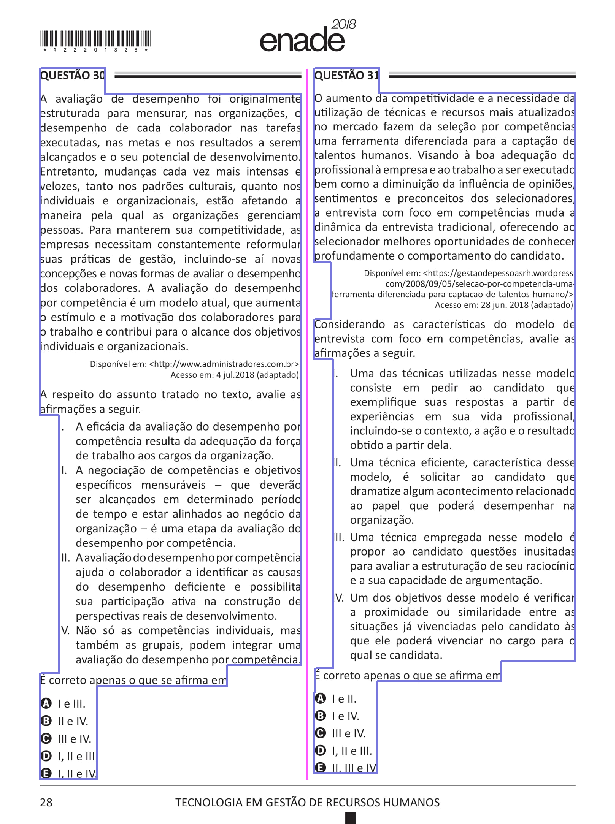 *R22201828*
enade2018
QUESTÃO 30
A avaliação de desempenho foi originalmente
estruturada para mensurar, nas organizações, o
desempenho de cada colaborador nas tarefas
executadas, nas metas e nos resultados a serem
alcançados e o seu potencial de desenvolvimento.
Entretanto, mudanças cada vez mais intensas e
velozes, tanto nos padrões culturais, quanto nos
individuais e organizacionais, estão afetando a
maneira pela qual as organizações gerenciam
pessoas. Para manterem sua competitividade, as
empresas necessitam constantemente reformular
suas práticas de gestão, incluindo-se aí novas
concepções e novas formas de avaliar o desempenho
dos colaboradores. A avaliação do desempenho
por competência é um modelo atual, que aumenta
o estímulo e a motivação dos colaboradores para
o trabalho e contribui para o alcance dos objetivos
individuais e organizacionais.
Disponível em: <http://www.administradores.com.br>.
Acesso em: 4 jul.2018 (adaptado).
A respeito do assunto tratado no texto, avalie as
afirmações a seguir.
I. A eficácia da avaliação do desempenho por
competência resulta da adequação da força
de trabalho aos cargos da organização.
II. A negociação de competências e objetivos
específicos mensuráveis – que deverão
ser alcançados em determinado período
de tempo e estar alinhados ao negócio da
organização – é uma etapa da avaliação do
desempenho por competência.
III. A avaliação do desempenho por competência
ajuda o colaborador a identificar as causas
do desempenho deficiente e possibilita
sua participação ativa na construção de
perspectivas reais de desenvolvimento.
IV. Não só as competências individuais, mas
também as grupais, podem integrar uma
avaliação do desempenho por competência.
É correto apenas o que se afirma em
A I e III.
B II e IV.
C III e IV.
D I, II e III.
E I, II e IV.
QUESTÃO 31
O aumento da competitividade e a necessidade da
utilização de técnicas e recursos mais atualizados
no mercado fazem da seleção por competências
uma ferramenta diferenciada para a captação de
talentos humanos. Visando à boa adequação do
profissional à empresa e ao trabalho a ser executado
bem como a diminuição da influência de opiniões,
sentimentos e preconceitos dos selecionadores,
a entrevista com foco em competências muda a
dinâmica da entrevista tradicional, oferecendo ao
selecionador melhores oportunidades de conhecer
profundamente o comportamento do candidato.
Disponível em: <https://gestaodepessoasrh.wordpress.
com/2008/09/05/selecao-por-competencia-uma-
ferramenta diferenciada para captacao de talentos humano/>.
Acesso em: 28 jun. 2018 (adaptado).
Considerando as características do modelo de
entrevista com foco em competências, avalie as
afirmações a seguir.
I. Uma das técnicas utilizadas nesse modelo
consiste em pedir ao candidato que
exemplifique suas respostas a partir de
experiências em sua vida profissional,
incluindo-se o contexto, a ação e o resultado
obtido a partir dela.
II. Uma técnica eficiente, característica desse
modelo, é solicitar ao candidato que
dramatize algum acontecimento relacionado
ao papel que poderá desempenhar na
organização.
III. Uma técnica empregada nesse modelo é
propor ao candidato questões inusitadas
para avaliar a estruturação de seu raciocínio
e a sua capacidade de argumentação.
IV. Um dos objetivos desse modelo é verificar
a proximidade ou similaridade entre as
situações já vivenciadas pelo candidato às
que ele poderá vivenciar no cargo para o
qual se candidata.
É correto apenas o que se afirma em
A I e II.
B I e IV.
C III e IV.
D I, II e III.
E II, III e IV.
28
TECNOLOGIA EM GESTÃO DE RECURSOS HUMANOS